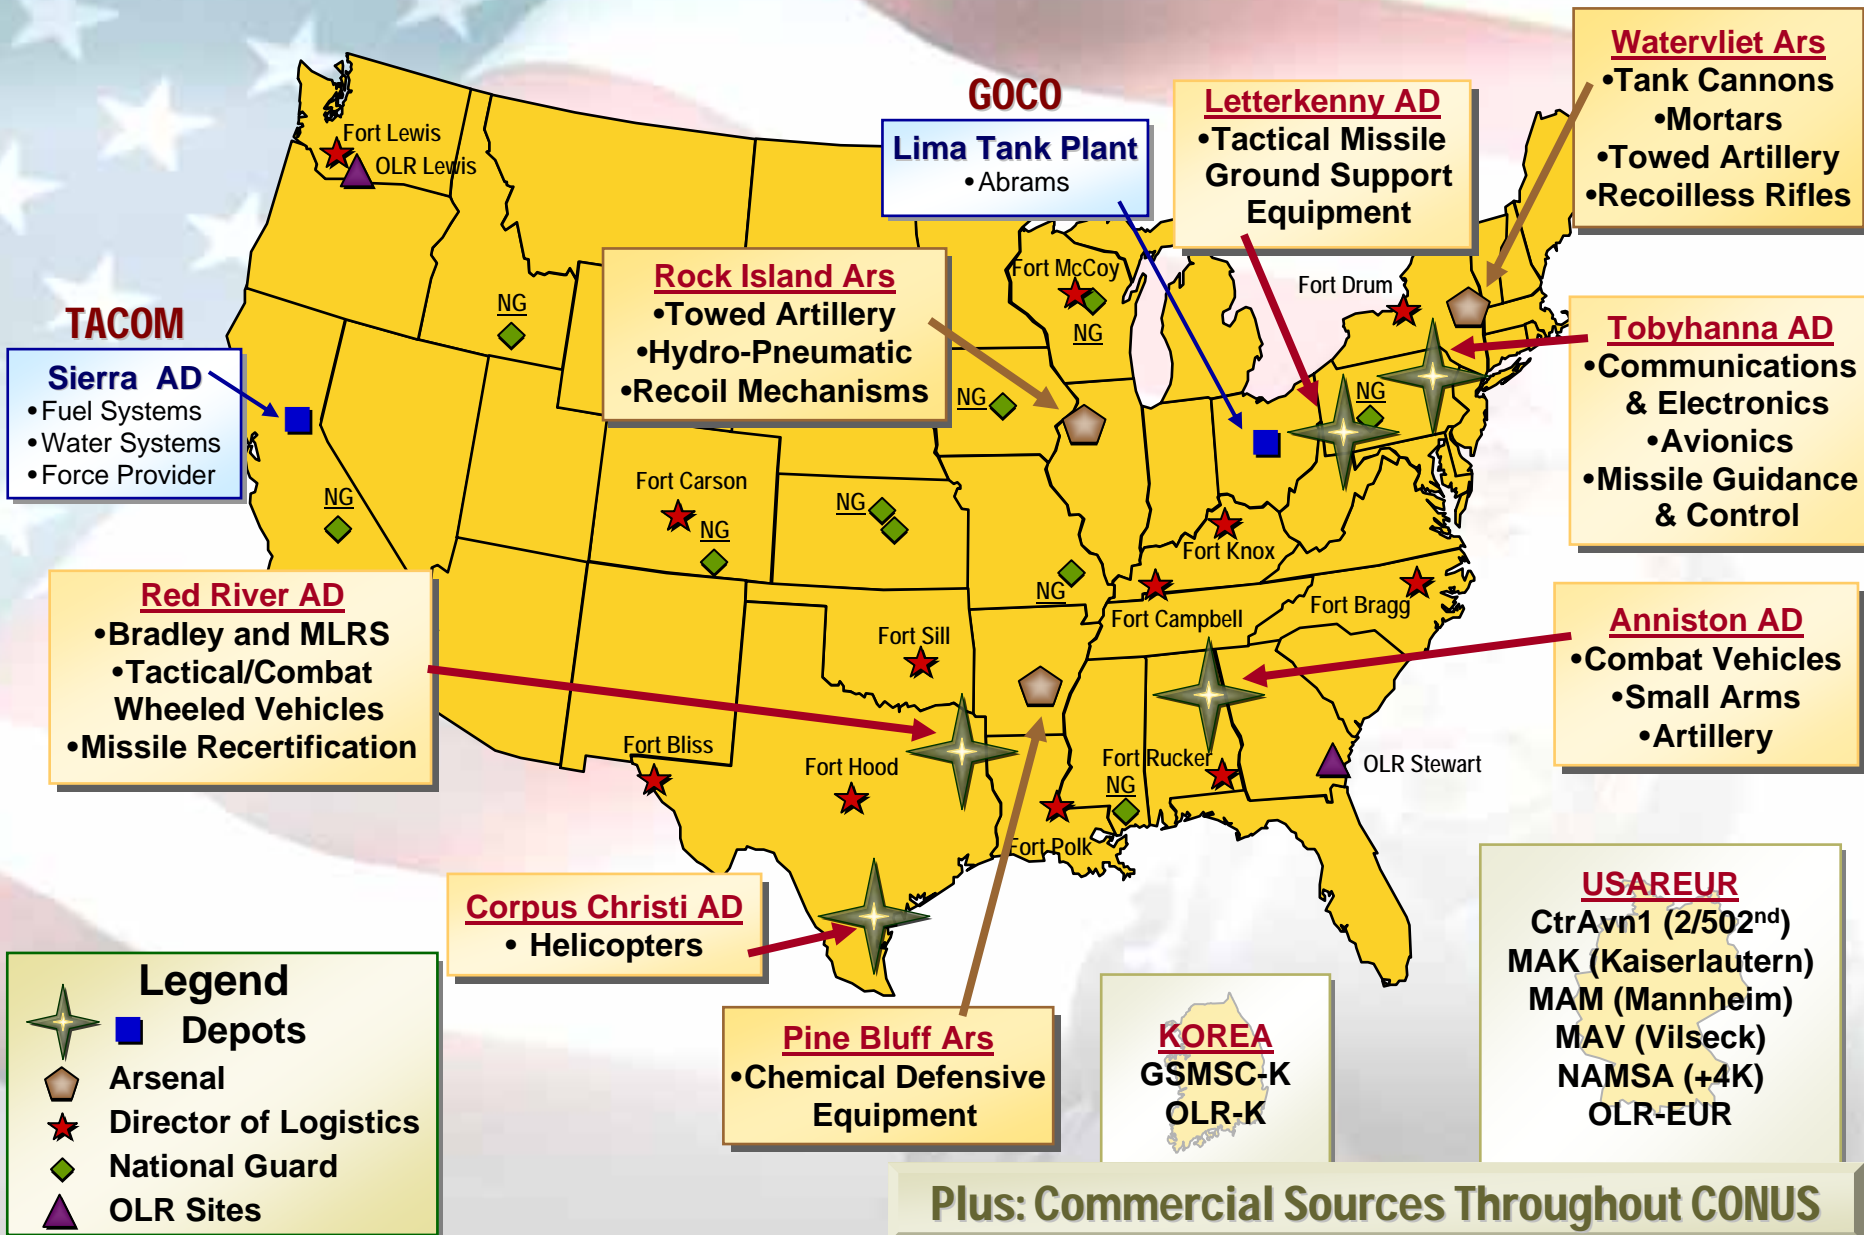 GOCO
Lima Tank Plant
• Abrams
Letterkenny AD
•Tactical Missile
Ground Support
Equipment
Watervliet Ars
•Tank Cannons
•Mortars
•Towed Artillery
•Recoilless Rifles
Fort Lewis
OLR Lewis
Rock Island Ars
•Towed Artillery
•Hydro-Pneumatic
•Recoil Mechanisms
Fort McCoy
NG
Fort Drum
NG
TACOM
Sierra AD
• Fuel Systems
• Water Systems
• Force Provider
Tobyhanna AD
•Communications
& Electronics
•Avionics
•Missile Guidance
& Control
NG
NG
NG
Fort Carson
NG
NG
Fort Knox
NG
Fort Campbell
Fort Bragg
Red River AD
•Bradley and MLRS
•Tactical/Combat
Wheeled Vehicles
•Missile Recertification
Fort Sill
Anniston AD
•Combat Vehicles
•Small Arms
•Artillery
Fort Bliss
Fort Hood
Fort Rucker
NG
OLR Stewart
Fort Polk
Corpus Christi AD
• Helicopters
Pine Bluff Ars
•Chemical Defensive
Equipment
KOREA
GSMSC-K
OLR-K
USAREUR
CtrAvn1 (2/502nd)
MAK (Kaiserlautern)
MAM (Mannheim)
MAV (Vilseck)
NAMSA (+4K)
OLR-EUR
Legend
Depots
Arsenal
Director of Logistics
National Guard
OLR Sites
Plus: Commercial Sources Throughout CONUS